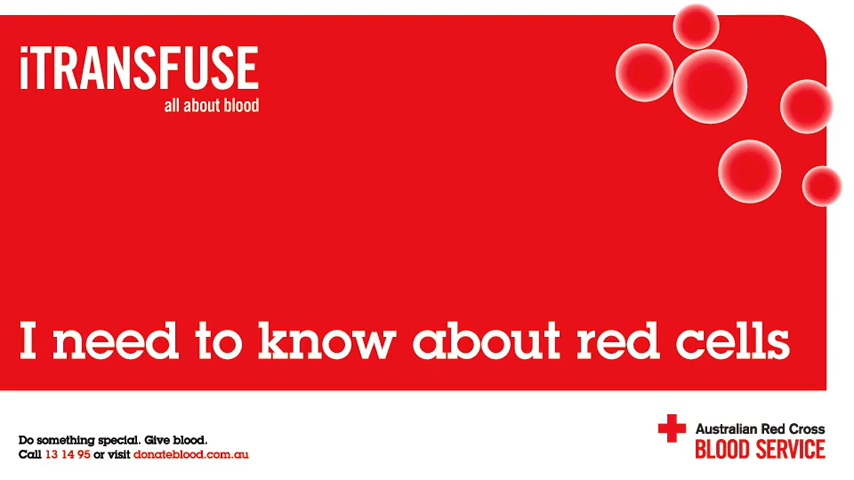 iTRANSFUSE
all about blood
I need to know about red cells
Do something special. Give blood.
Call 13 14 95 or visit donateblood.com.au
Australian Red Cross
BLOOD SERVICE